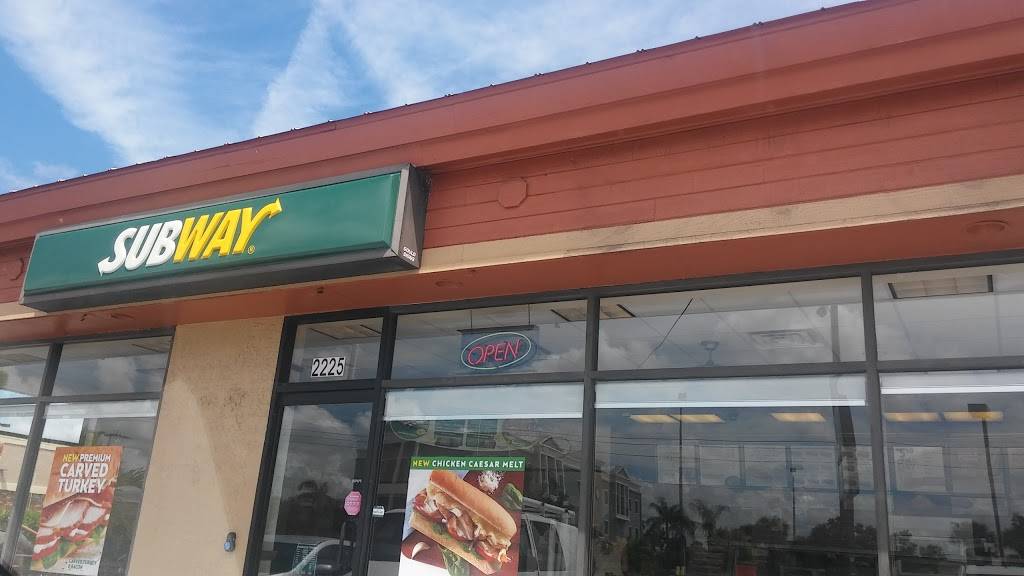 SUBWAY®
OPEN
2225
NEW PREMIUM
CARVED
TURKEY
NEW CHICKEN CAESAR MELT